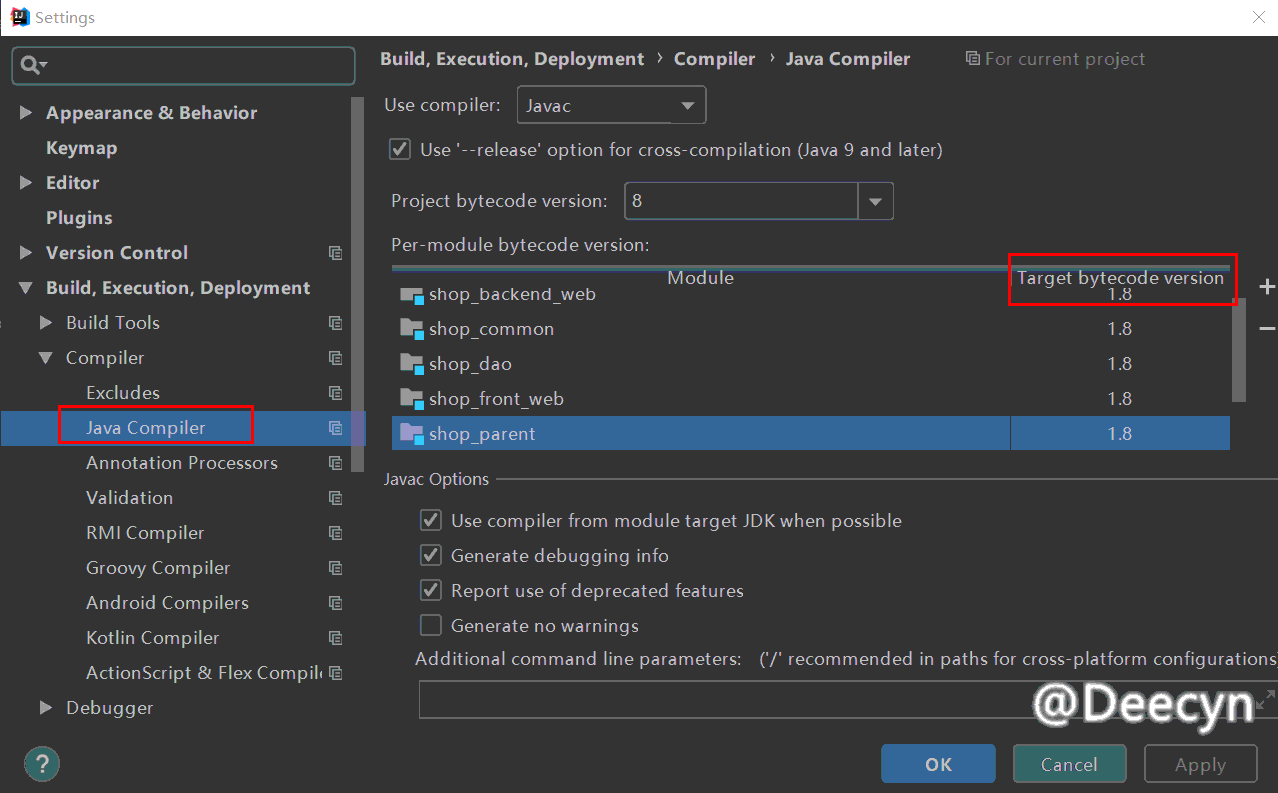 Settings
Appearance & Behavior
Keymap
Editor
Plugins
Version Control
Build, Execution, Deployment
Build Tools
Compiler
Excludes
Java Compiler
Annotation Processors
Validation
RMI Compiler
Groovy Compiler
Android Compilers
Kotlin Compiler
ActionScript & Flex Compile
Debugger
Build, Execution, Deployment › Compiler › Java Compiler For current project
Use compiler: Javac
Use '--release' option for cross-compilation (Java 9 and later)
Project bytecode version: 8
Per-module bytecode version:
Module Target bytecode version
shop_backend_web 1.8
shop_common 1.8
shop_dao 1.8
shop_front_web 1.8
shop_parent 1.8
Javac Options
Use compiler from module target JDK when possible
Generate debugging info
Report use of deprecated features
Generate no warnings
Additional command line parameters: ('/' recommended in paths for cross-platform configurations
@Deecyn
? OK Cancel Apply